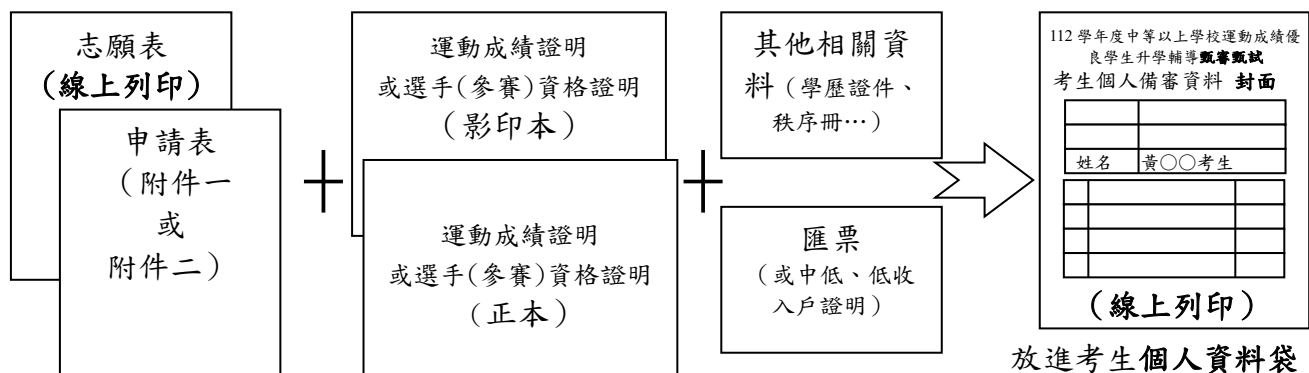 志願表
(線上列印)
申請表
(附件一
或
附件二)
＋
運動成績證明
或選手(參賽)資格證明
(影印本)
運動成績證明
或選手(參賽)資格證明
(正本)
＋
其他相關資
料(學歷證件、
秩序冊…)
匯票
(或中低、低收
入戶證明)
112 學年度中等以上學校運動成績優
良學生升學輔導甄審甄試
考生個人備審資料 封面
姓名 黃○○考生
(線上列印)
放進考生個人資料袋